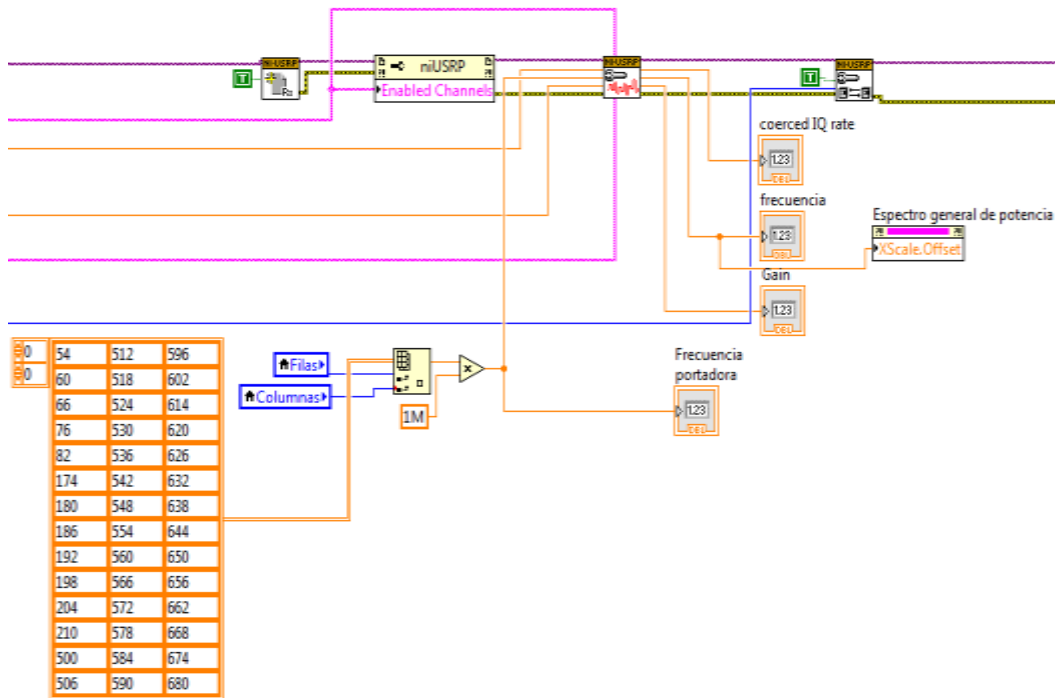 NI-USRP
T
Rx
niUSRP
Enabled Channels
NI-USRP
NI-USRP
T
coerced IQ rate
1.23
DBL
frecuencia
1.23
DBL
Espectro general de potencia
XScale.Offset
Gain
1.23
DBL
0
0
54 512 596
60 518 602
66 524 614
76 530 620
82 536 626
174 542 632
180 548 638
186 554 644
192 560 650
198 566 656
204 572 662
210 578 668
500 584 674
506 590 680
Filas
Columnas
1M
x
Frecuencia
portadora
1.23
DBL